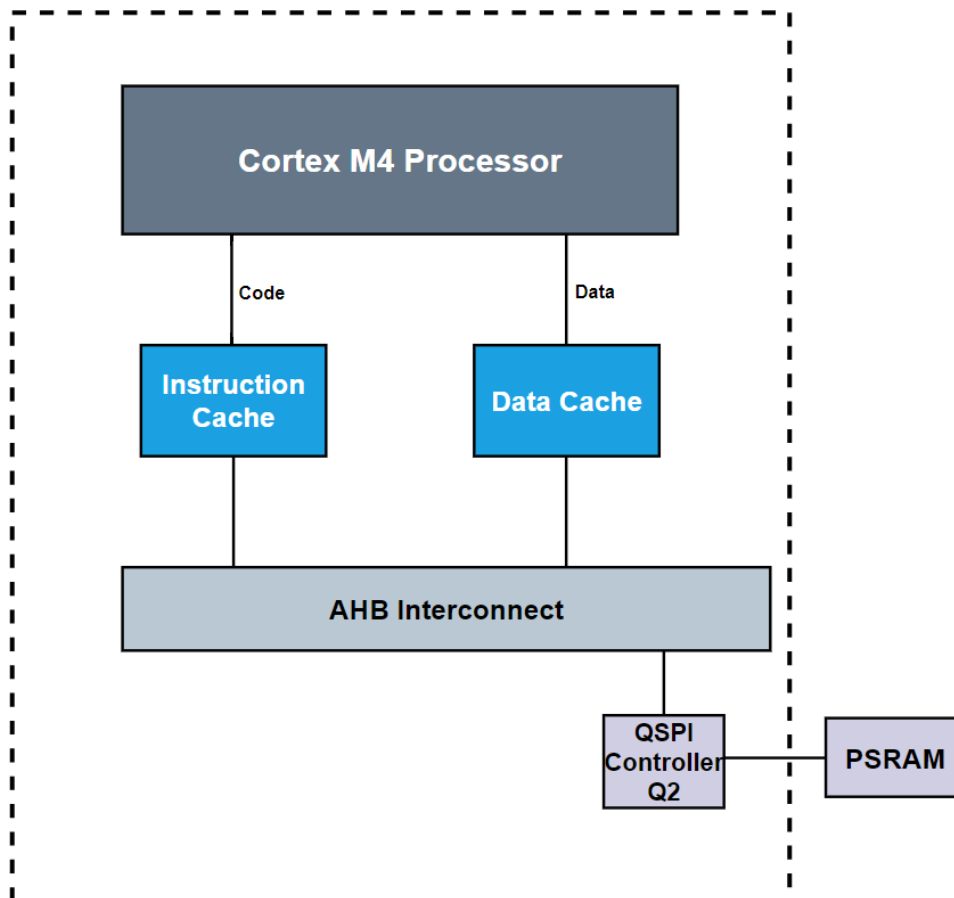 Cortex M4 Processor
Code
Data
Instruction
Cache
Data Cache
AHB Interconnect
QSPI
Controller
Q2
PSRAM